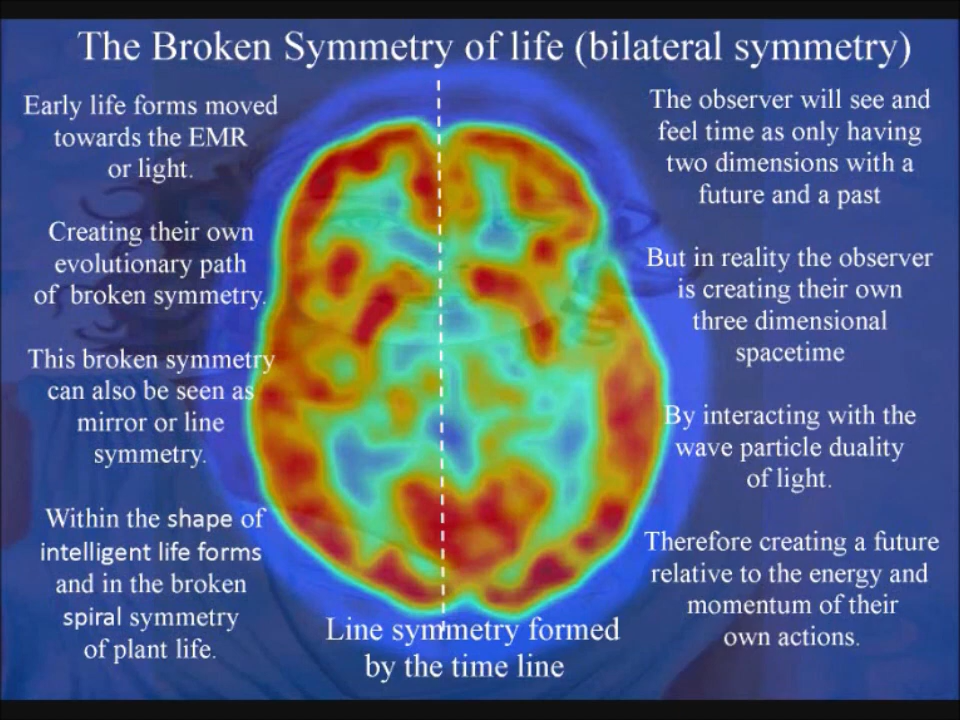 The Broken Symmetry of life (bilateral symmetry)
Early life forms moved
towards the EMR
or light.
Creating their own
evolutionary path
of broken symmetry.
This broken symmetry
can also be seen as
mirror or line
symmetry.
Within the shape of
intelligent life forms
and in the broken
spiral symmetry
of plant life.
The observer will see and
feel time as only having
two dimensions with a
future and a past
But in reality the observer
is creating their own
three dimensional
spacetime
By interacting with the
wave particle duality
of light.
Therefore creating a future
relative to the energy and
momentum of their
own actions.
Line symmetry formed
by the time line